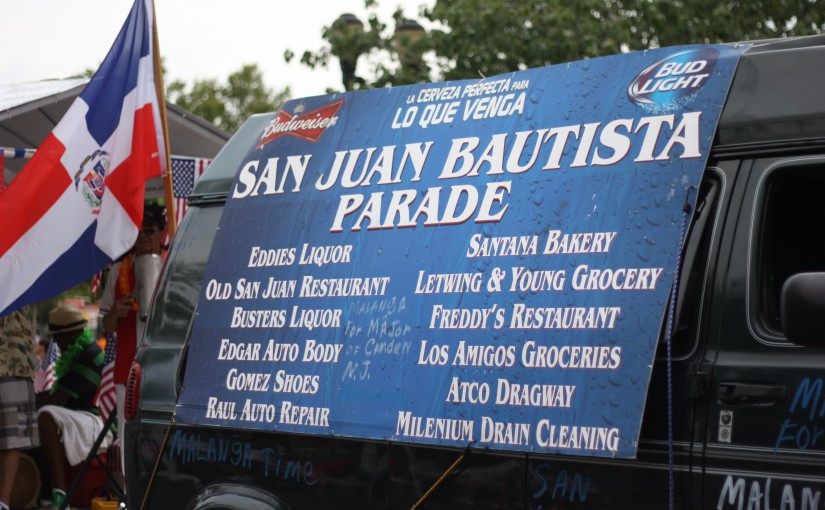 LA CERVEZA PERFECTA PARA
LO QUE VENGA
Budweiser
BUD LIGHT
SAN JUAN BAUTISTA
PARADE
EDDIES LIQUOR
OLD SAN JUAN RESTAURANT
BUSTERS LIQUOR
EDGAR AUTO BODY
GOMEZ SHOES
RAUL AUTO REPAIR
MALANGA
FOR MAJOR
OF CAMDEN
N.J.
SANTANA BAKERY
LETWING & YOUNG GROCERY
FREDDY'S RESTAURANT
LOS AMIGOS GROCERIES
ATCO DRAGWAY
MILENIUM DRAIN CLEANING
MALANGA TIME
SAN